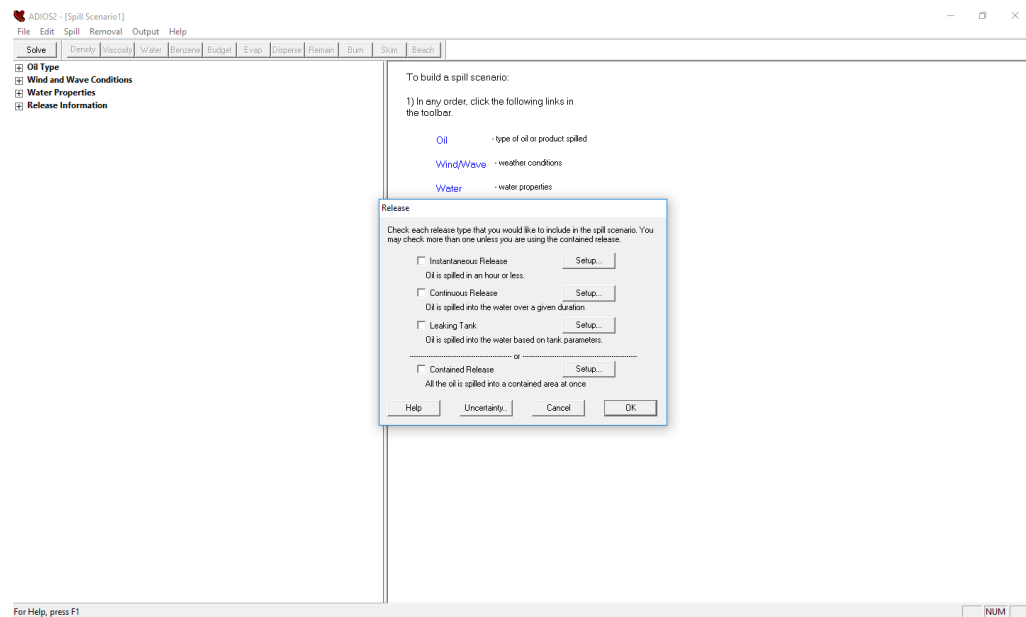 ADIOS2 - [Spill Scenario1]
File Edit Spill Removal Output Help
Solve Density Viscosity Water Benzene Budget Evap Disperse Remain Burn Skim Beach
Oil Type
Wind and Wave Conditions
Water Properties
Release Information
To build a spill scenario:
1) In any order, click the following links in
the toolbar.
Oil - type of oil or product spilled
Wind/Wave - weather conditions
Water - water properties
Release
Check each release type that you would like to include in the spill scenario. You
may check more than one unless you are using the contained release.
Instantaneous Release Setup...
Oil is spilled in an hour or less.
Continuous Release Setup...
Oil is spilled into the water over a given duration
Leaking Tank Setup...
Oil is spilled into the water based on tank parameters.
or
Contained Release Setup...
All the oil is spilled into a contained area at once
Help Uncertainty.. Cancel OK
For Help, press F1
NUM